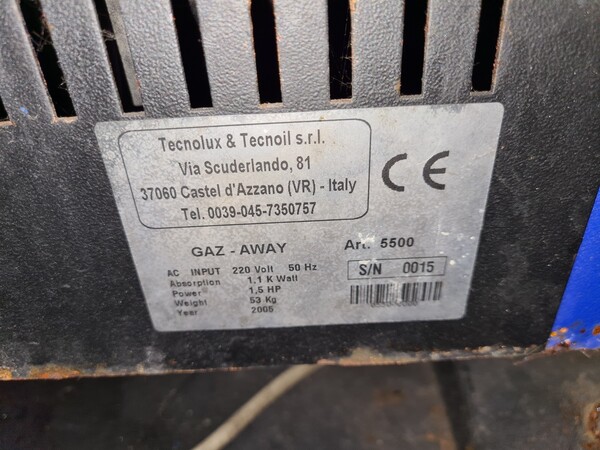 Tecnolux & Tecnoil s.r.l.
Via Scuderlando, 81
37060 Castel d'Azzano (VR) - Italy
Tel. 0039-045-7350757
CE
GAZ - AWAY Art. 5500
AC INPUT 220 Volt 50 Hz
Absorption 1,1 K Watt
Power 1,5 HP
Weight 53 Kg
Year 2005
S/N 0015